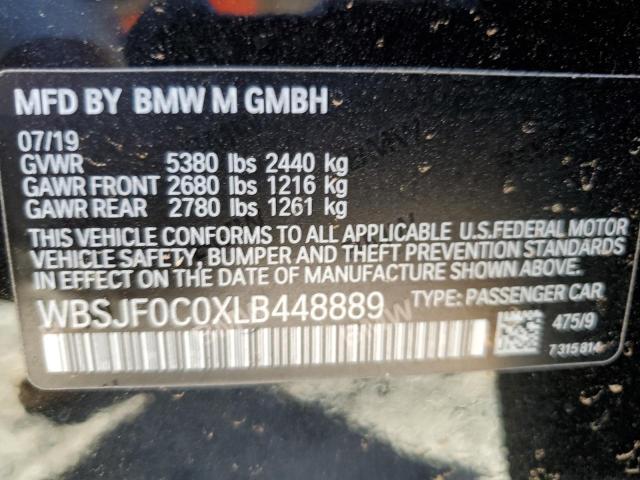 MFD BY BMW M GMBH
07/19
GVWR 5380 lbs 2440 kg
GAWR FRONT 2680 lbs 1216 kg
GAWR REAR 2780 lbs 1261 kg
THIS VEHICLE CONFORMS TO ALL APPLICABLE U.S.FEDERAL MOTOR
VEHICLE SAFETY, BUMPER AND THEFT PREVENTION STANDARDS
IN EFFECT ON THE DATE OF MANUFACTURE SHOWN ABOVE.
WBSJF0C0XLB448889 TYPE: PASSENGER CAR
475/9
7 315 814